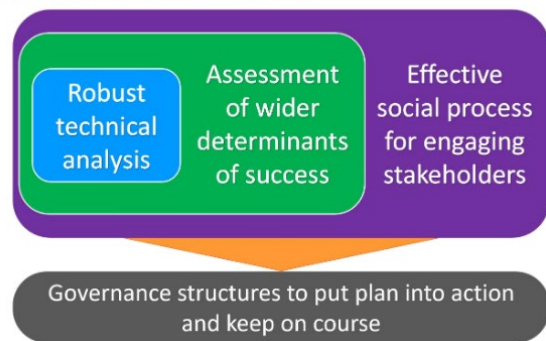 Robust
technical
analysis
Assessment
of wider
determinants
of success
Effective
social process
for engaging
stakeholders
Governance structures to put plan into action
and keep on course